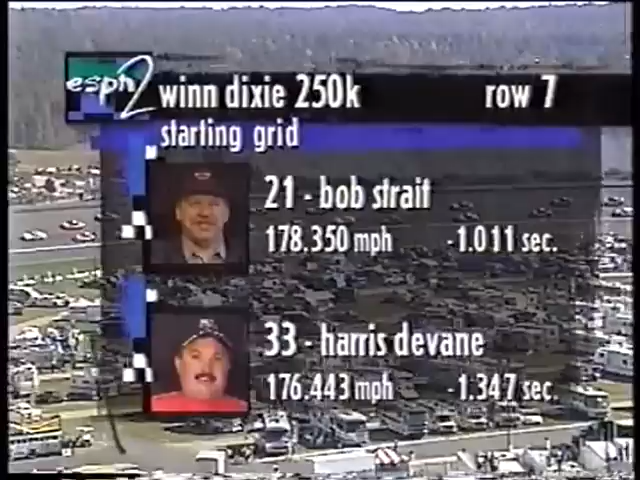 espn2
winn dixie 250k row 7
starting grid
21 - bob strait
178.350 mph -1.011 sec.
33 - harris devane
176.443 mph -1.347 sec.